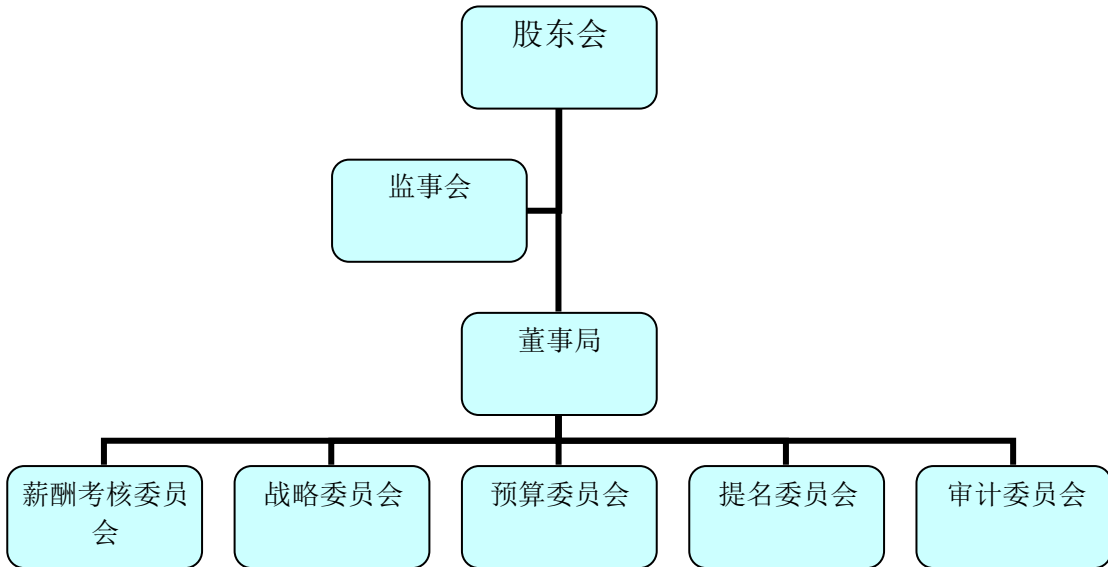 股东会
监事会
董事局
薪酬考核委员
会
战略委员会
预算委员会
提名委员会
审计委员会